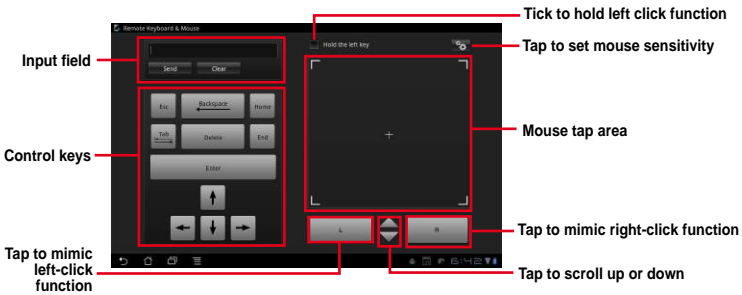 Tick to hold left click function
Remote Keyboard & Mouse
Hold the left key
Tap to set mouse sensitivity
Input field
Send Clear
Esc Backspace Home
Tab Delete End
Mouse tap area
Control keys
Enter
L R
Tap to mimic right-click function
Tap to mimic
left-click
function
Tap to scroll up or down